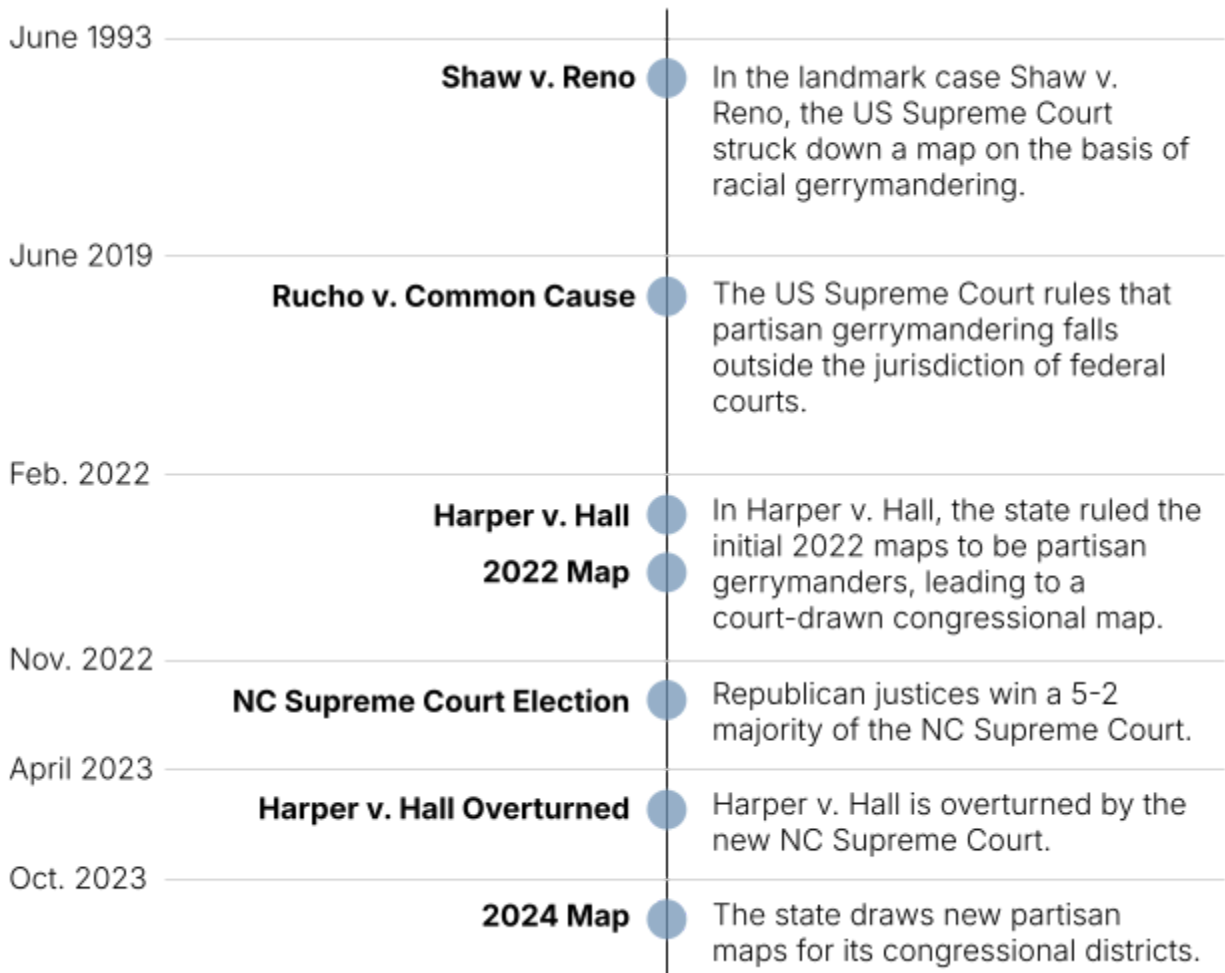 June 1993
Shaw v. Reno
In the landmark case Shaw v.
Reno, the US Supreme Court
struck down a map on the basis of
racial gerrymandering.
June 2019
Rucho v. Common Cause
The US Supreme Court rules that
partisan gerrymandering falls
outside the jurisdiction of federal
courts.
Feb. 2022
Harper v. Hall
2022 Map
In Harper v. Hall, the state ruled the
initial 2022 maps to be partisan
gerrymanders, leading to a
court-drawn congressional map.
Nov. 2022
NC Supreme Court Election
Republican justices win a 5-2
majority of the NC Supreme Court.
April 2023
Harper v. Hall Overturned
Harper v. Hall is overturned by the
new NC Supreme Court.
Oct. 2023
2024 Map
The state draws new partisan
maps for its congressional districts.